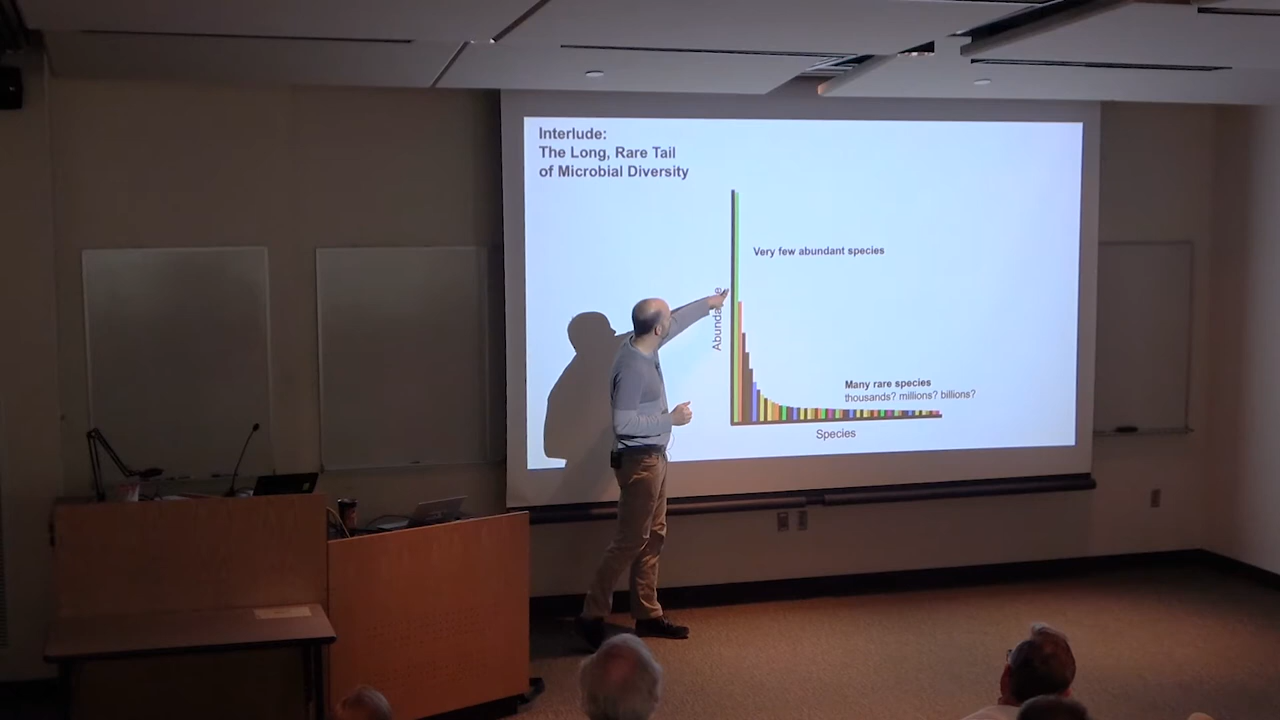 Interlude:
The Long, Rare Tail
of Microbial Diversity
Very few abundant species
Abundance
Many rare species
thousands? millions? billions?
Species